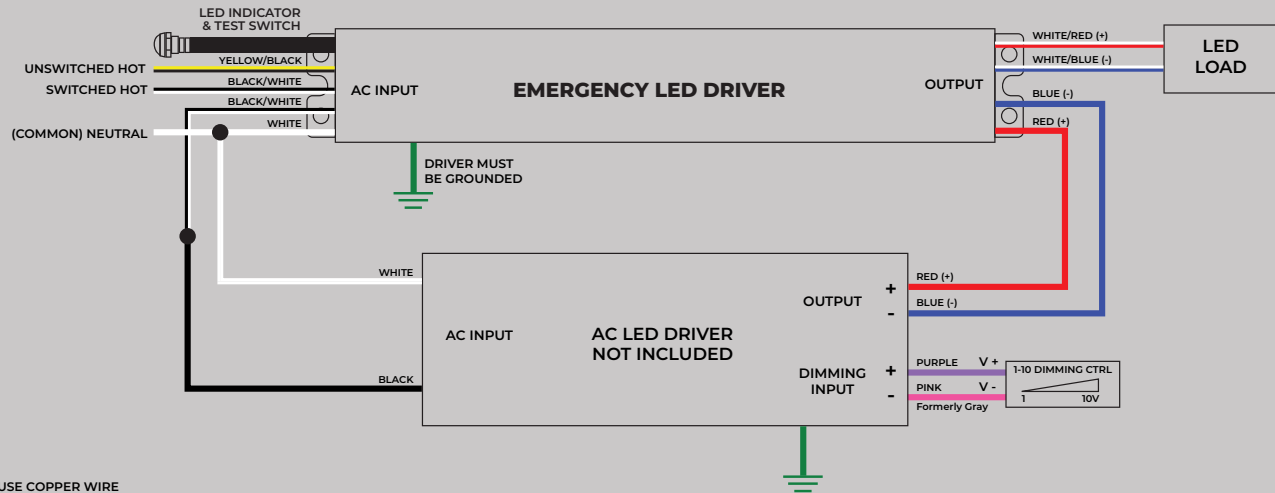 LED INDICATOR
& TEST SWITCH
UNSWITCHED HOT
YELLOW/BLACK
SWITCHED HOT
BLACK/WHITE
BLACK/WHITE
(COMMON) NEUTRAL
WHITE
AC INPUT
EMERGENCY LED DRIVER
OUTPUT
WHITE/RED (+)
WHITE/BLUE (-)
BLUE (-)
RED (+)
LED
LOAD
DRIVER MUST
BE GROUNDED
WHITE
BLACK
AC INPUT
AC LED DRIVER
NOT INCLUDED
OUTPUT
+
-
RED (+)
BLUE (-)
DIMMING
INPUT
+
-
PURPLE V +
PINK V -
Formerly Gray
1-10 DIMMING CTRL
1 10V
USE COPPER WIRE